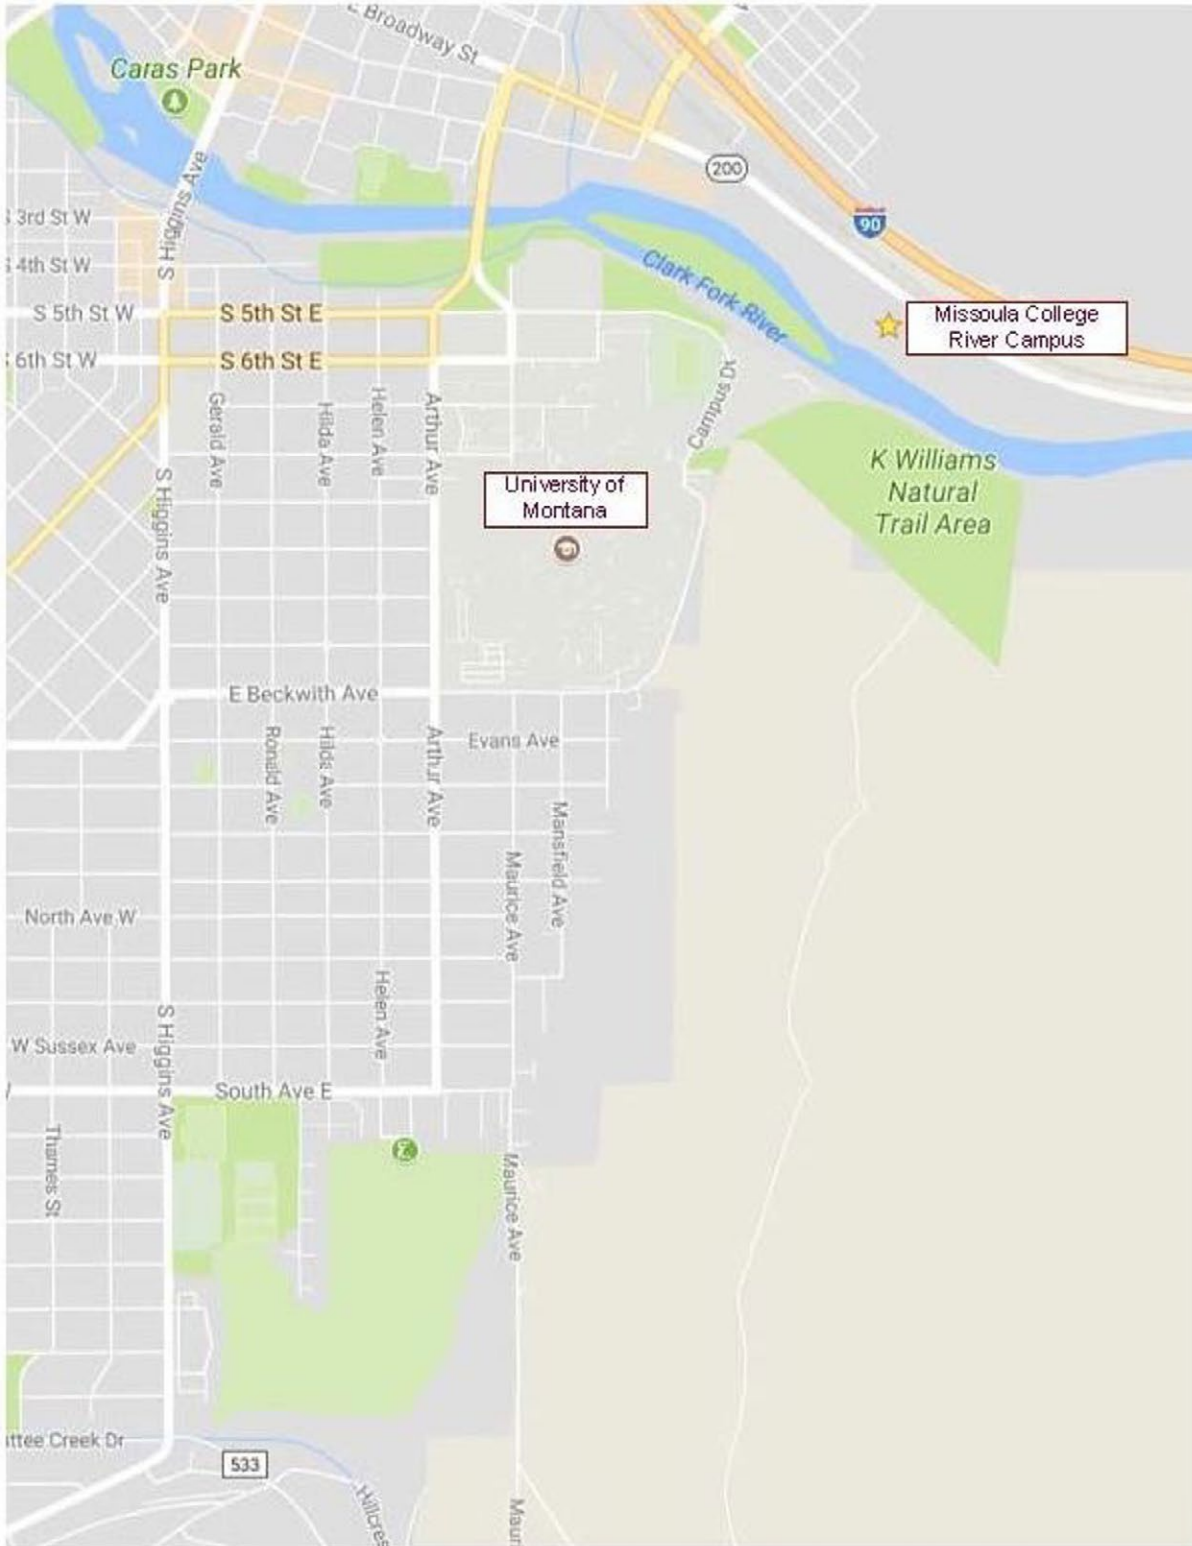 E Broadway St
Caras Park
200
90
S Higgins Ave
S 3rd St W
S 4th St W
Clark Fork River
S 5th St W
S 5th St E
Missoula College
River Campus
S 6th St W
S 6th St E
Campus Dr
Gerald Ave
Hilda Ave
Helen Ave
Arthur Ave
K Williams
Natural
Trail Area
S Higgins Ave
University of
Montana
E Beckwith Ave
Ronald Ave
Hilda Ave
Arthur Ave
Evans Ave
Mansfield Ave
Maurice Ave
North Ave W
Helen Ave
S Higgins Ave
W Sussex Ave
South Ave E
Thames St
Maurice Ave
ttee Creek Dr
533
Hillcres
Maur